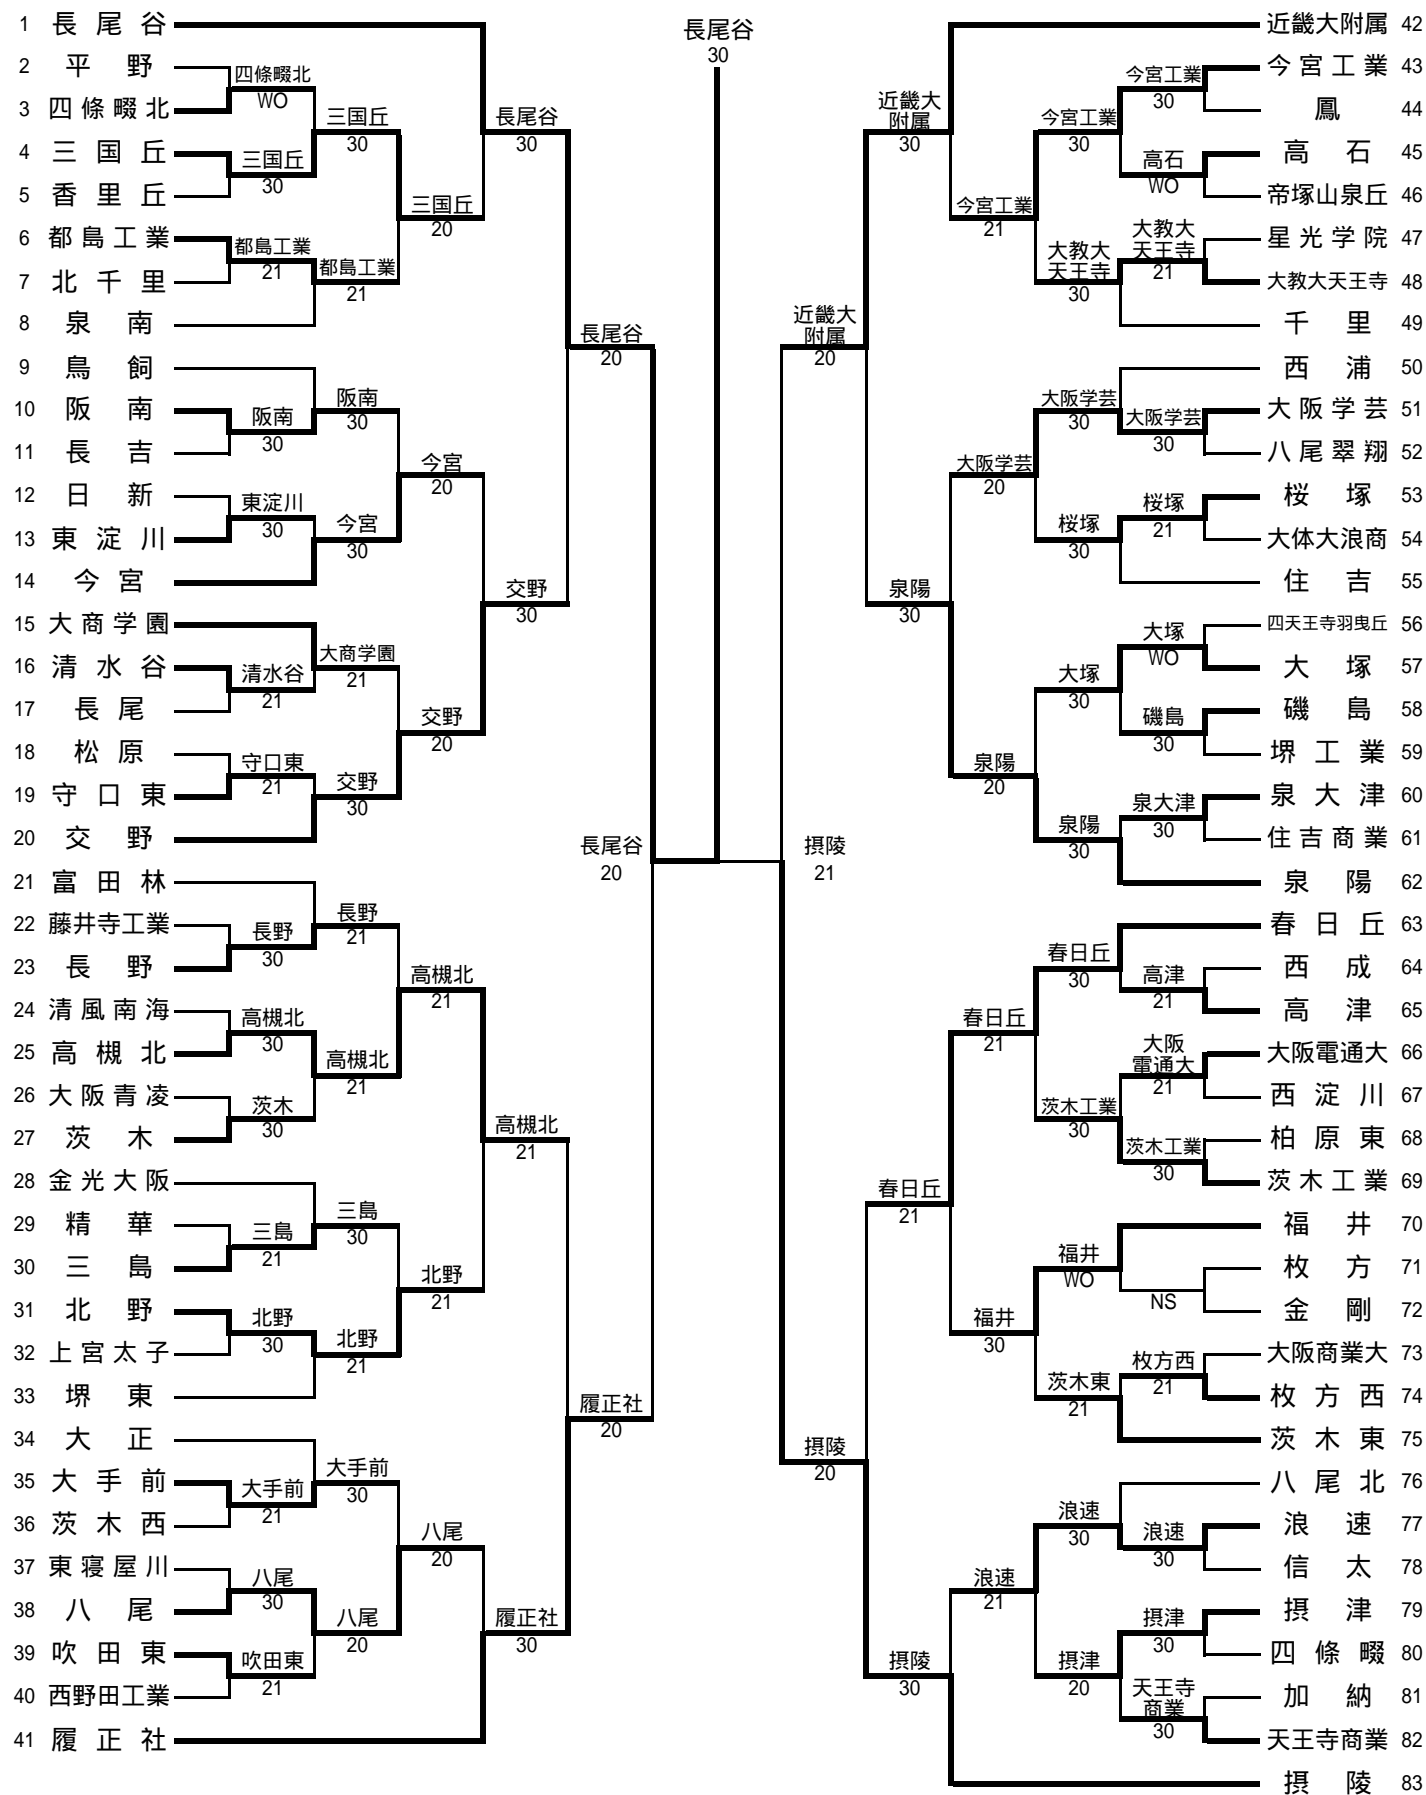 長尾谷
30
1 長尾谷
2 平野
3 四條畷北
4 三国丘
5 香里丘
6 都島工業
7 北千里
8 泉南
9 鳥飼
10 阪南
11 長吉
12 日新
13 東淀川
14 今宮
15 大商学園
16 清水谷
17 長尾
18 松原
19 守口東
20 交野
21 富田林
22 藤井寺工業
23 長野
24 清風南海
25 高槻北
26 大阪青凌
27 茨木
28 金光大阪
29 精華
30 三島
31 北野
32 上宮太子
33 堺東
34 大正
35 大手前
36 茨木西
37 東寝屋川
38 八尾
39 吹田東
40 西野田工業
41 履正社
四條畷北
WO
三国丘
30
都島工業
21
阪南
30
東淀川
30
清水谷
21
守口東
21
長野
30
高槻北
30
茨木
30
三島
21
北野
30
大手前
21
八尾
30
吹田東
21
三国丘
30
都島工業
21
阪南
30
今宮
30
大商学園
21
交野
30
長野
21
高槻北
21
三島
30
北野
21
大手前
30
八尾
20
三国丘
20
今宮
20
交野
20
高槻北
21
北野
21
八尾
20
長尾谷
30
交野
30
高槻北
21
履正社
30
長尾谷
20
履正社
20
長尾谷
20
摂陵
21
近畿大
附属
20
摂陵
20
近畿大
附属
30
泉陽
30
春日丘
21
摂陵
30
今宮工業
21
大阪学芸
20
泉陽
20
春日丘
21
福井
30
浪速
21
今宮工業
30
大教大
天王寺
30
大阪学芸
30
桜塚
30
大塚
30
泉陽
30
春日丘
30
茨木工業
30
福井
WO
茨木東
21
浪速
30
摂津
20
今宮工業
30
高石
WO
大教大
天王寺
21
大阪学芸
30
桜塚
21
大塚
WO
磯島
30
泉大津
30
高津
21
大阪
電通大
21
茨木工業
30
NS
枚方西
21
浪速
30
摂津
30
天王寺
商業
30
近畿大附属 42
今宮工業 43
鳳 44
高石 45
帝塚山泉丘 46
星光学院 47
大教大天王寺 48
千里 49
西浦 50
大阪学芸 51
八尾翠翔 52
桜塚 53
大体大浪商 54
住吉 55
四天王寺羽曳丘 56
大塚 57
磯島 58
堺工業 59
泉大津 60
住吉商業 61
泉陽 62
春日丘 63
西成 64
高津 65
大阪電通大 66
西淀川 67
柏原東 68
茨木工業 69
福井 70
枚方 71
金剛 72
大阪商業大 73
枚方西 74
茨木東 75
八尾北 76
浪速 77
信太 78
摂津 79
四條畷 80
加納 81
天王寺商業 82
摂陵 83